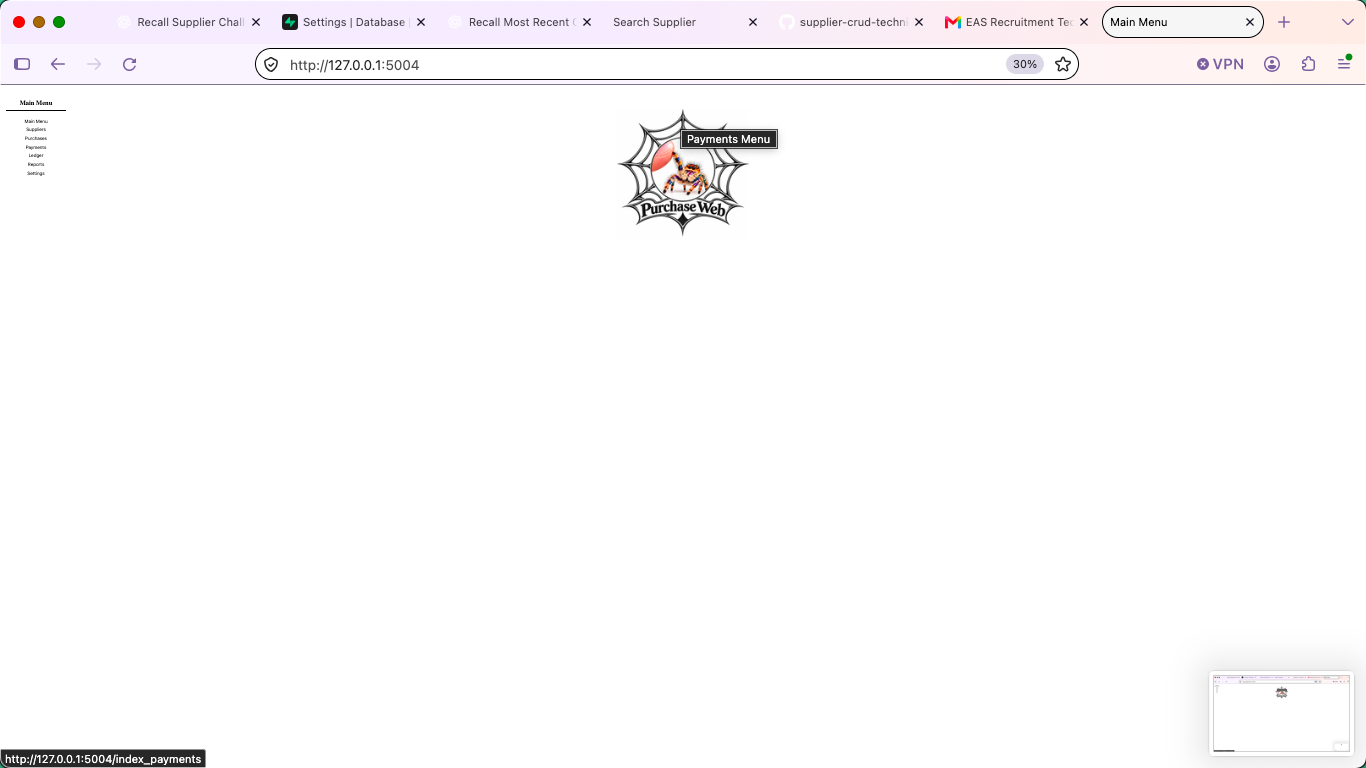 Recall Supplier Chall
Settings | Database
Recall Most Recent
Search Supplier
supplier-crud-techni
EAS Recruitment Tec
Main Menu
http://127.0.0.1:5004
30%
VPN
Main Menu
Main Menu
Suppliers
Purchases
Payments
Ledger
Reports
Settings
Payments Menu
Purchase Web
http://127.0.0.1:5004/index_payments